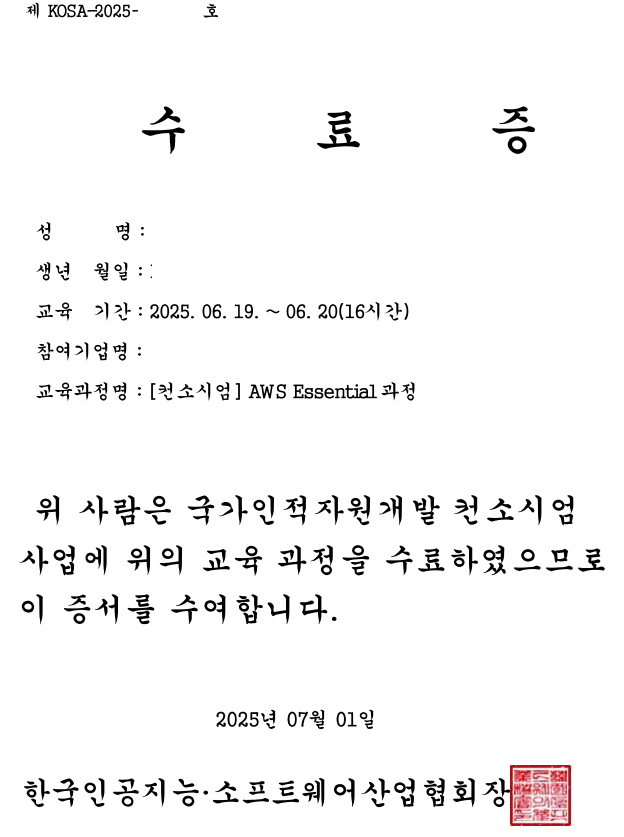 제 KOSA-2025- 호
수 료 증
성 명 :
생년 월일 :
교육 기간 : 2025. 06. 19. ~ 06. 20(16시간)
참여기업명 :
교육과정명 : [컨소시엄] AWS Essential 과정
위 사람은 국가인적자원개발 컨소시엄
사업에 위의 교육 과정을 수료하였으므로
이 증서를 수여합니다.
2025년 07월 01일
한국인공지능·소프트웨어산업협회장